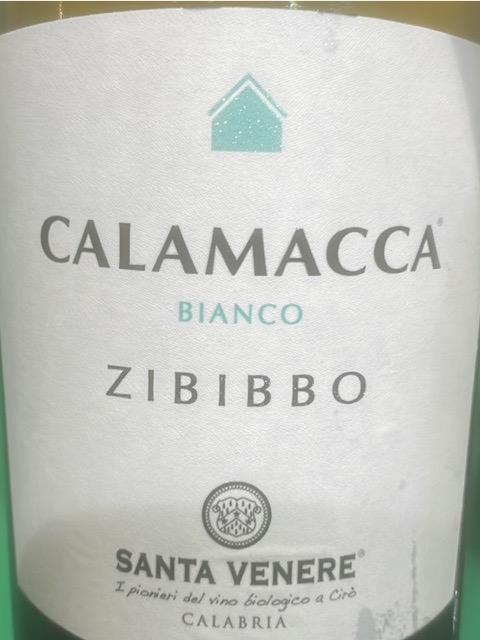 CALAMACCA®
BIANCO
ZIBIBBO
SANTA VENERE®
I pionieri del vino biologico a Cirò
CALABRIA